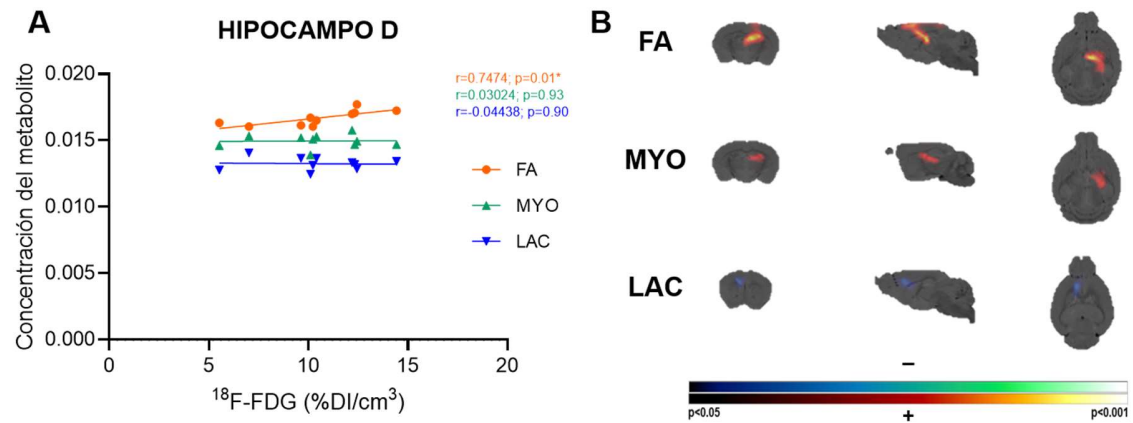 A
HIPOCAMPO D
Concentración del metabolito
0.020
0.015
0.010
0.005
0.000
0
5
10
15
20
¹⁸F-FDG (%DI/cm³)
r=0.7474; p=0.01*
r=0.03024; p=0.93
r=-0.04438; p=0.90
FA
MYO
LAC
B
FA
MYO
LAC
–
p<0.05
+
p<0.001